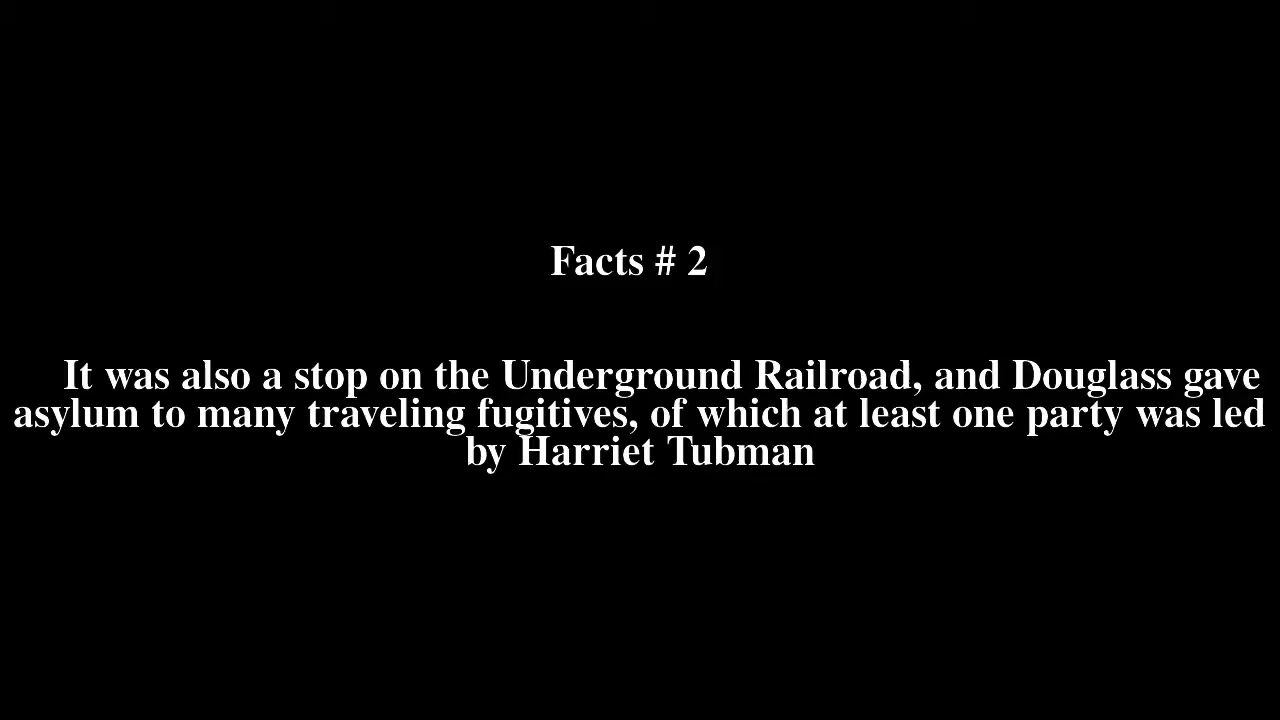 Facts # 2
It was also a stop on the Underground Railroad, and Douglass gave
asylum to many traveling fugitives, of which at least one party was led
by Harriet Tubman